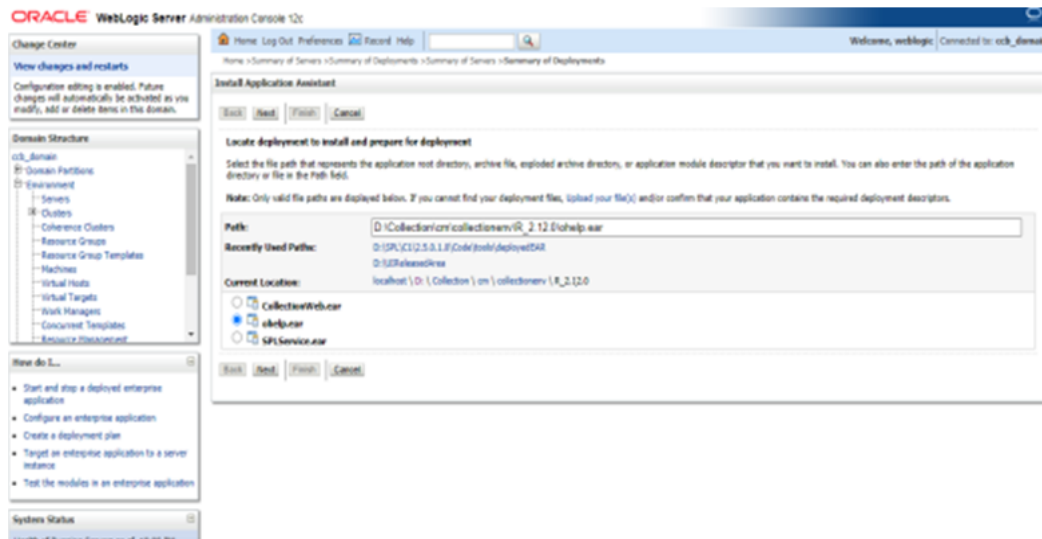 ORACLE WebLogic Server Administration Console 12c
Change Center
View changes and restarts
Configuration editing is enabled. Future
changes will automatically be activated as you
modify, add or delete items in this domain.
Domain Structure
ccb_domain
Domain Partitions
Environment
Servers
Clusters
Coherence Clusters
Resource Groups
Resource Group Templates
Machines
Virtual Hosts
Virtual Targets
Work Managers
Concurrent Templates
Resource Management
How do I...
Start and stop a deployed enterprise
application
Configure an enterprise application
Create a deployment plan
Target an enterprise application to a server
instance
Test the modules in an enterprise application
System Status
Home Log Out Preferences Record Help
Welcome, weblogic Connected to: ccb_domain
Home >Summary of Servers >Summary of Deployments >Summary of Servers >Summary of Deployments
Install Application Assistant
Back Next Finish Cancel
Locate deployment to install and prepare for deployment
Select the file path that represents the application root directory, archive file, exploded archive directory, or application module descriptor that you want to install. You can also enter the path of the application
directory or file in the Path field.
Note: Only valid file paths are displayed below. If you cannot find your deployment files, Upload your file(s) and/or confirm that your application contains the required deployment descriptors.
Path: D:\Collection\cm\collectionenv\R_2.12.0\ohelp.ear
Recently Used Paths:
Current Location: localhost \ D: \ Collection \ cm \ collectionenv \ R_2.12.0
CollectionWeb.ear
ohelp.ear
SPLService.ear
Back Next Finish Cancel